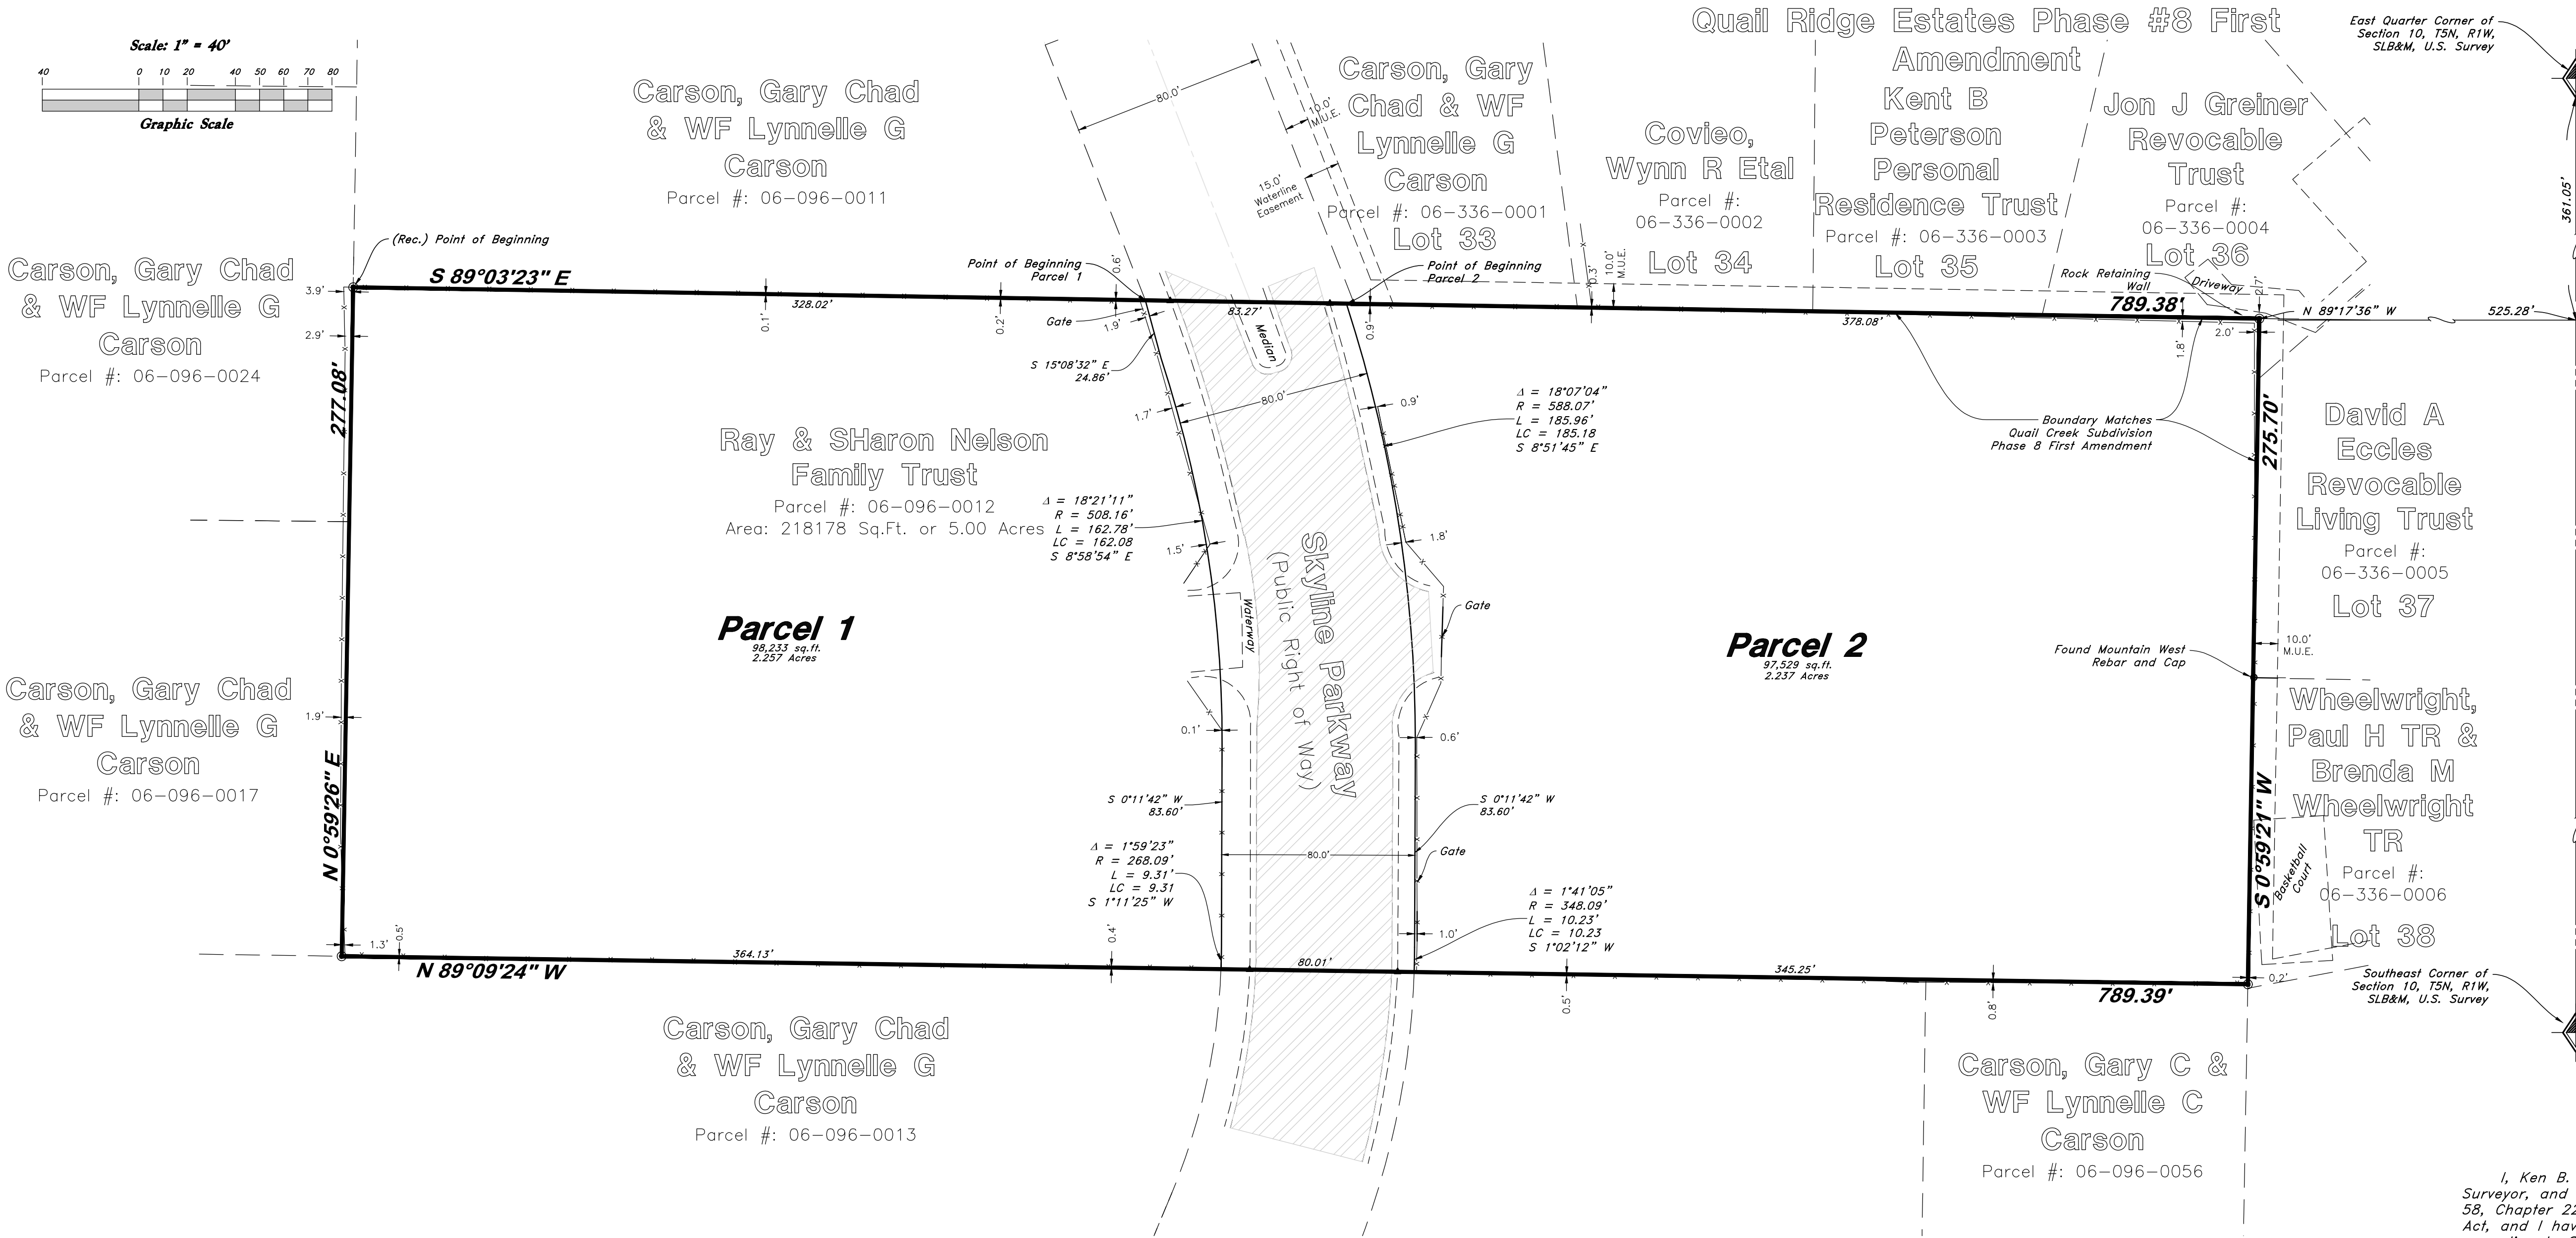 Scale: 1" = 40'
40 0 10 20 40 50 60 70 80
Graphic Scale
Quail Ridge Estates Phase #8 First
Amendment
East Quarter Corner of
Section 10, T5N, R1W,
SLB&M, U.S. Survey
361.05'
Carson, Gary Chad
& WF Lynnelle G
Carson
Parcel #: 06-096-0011
80.0'
10.0'
M.U.E.
15.0'
Waterline
Easement
Carson, Gary
Chad & WF
Lynnelle G
Carson
Parcel #: 06-336-0001
Lot 33
Covieo,
Wynn R Etal
Parcel #:
06-336-0002
Lot 34
Kent B
Peterson
Personal
Residence Trust
Parcel #: 06-336-0003
Lot 35
Jon J Greiner
Revocable
Trust
Parcel #:
06-336-0004
Lot 36
(Rec.) Point of Beginning
Carson, Gary Chad
& WF Lynnelle G
Carson
Parcel #: 06-096-0024
3.9'
2.9'
S 89°03'23" E
328.02'
0.1'
0.2'
0.6'
Point of Beginning
Parcel 1
Gate
1.9'
83.27'
Median
Point of Beginning
Parcel 2
0.9'
0.3'
10.0'
M.U.E.
378.08'
Rock Retaining
Wall
Driveway
2.7'
789.38'
N 89°17'36" W
525.28'
1.8'
2.0'
S 15°08'32" E
24.86'
1.7'
80.0'
0.9'
Δ = 18°07'04"
R = 588.07'
L = 185.96'
LC = 185.18
S 8°51'45" E
Boundary Matches
Quail Creek Subdivision
Phase 8 First Amendment
277.08'
275.70'
David A
Eccles
Revocable
Living Trust
Parcel #:
06-336-0005
Lot 37
Ray & SHaron Nelson
Family Trust
Parcel #: 06-096-0012
Area: 218178 Sq.Ft. or 5.00 Acres
Δ = 18°21'11"
R = 508.16'
L = 162.78'
LC = 162.08
S 8°58'54" E
1.5'
1.8'
Waterway
Skyline Parkway
(Public Right of Way)
Gate
Parcel 1
98,233 sq.ft.
2.257 Acres
Parcel 2
97,529 sq.ft.
2.237 Acres
Found Mountain West
Rebar and Cap
10.0'
M.U.E.
Carson, Gary Chad
& WF Lynnelle G
Carson
Parcel #: 06-096-0017
1.9'
N 0°59'26" E
0.1'
0.6'
Wheelwright,
Paul H TR &
Brenda M
Wheelwright
TR
Parcel #:
06-336-0006
Lot 38
S 0°59'21" W
Basketball
Court
S 0°11'42" W
83.60'
S 0°11'42" W
83.60'
Δ = 1°59'23"
R = 268.09'
L = 9.31'
LC = 9.31
S 1°11'25" W
80.0'
Gate
Δ = 1°41'05"
R = 348.09'
L = 10.23'
LC = 10.23
S 1°02'12" W
1.3'
0.5'
0.4'
1.0'
N 89°09'24" W
364.13'
80.01'
345.25'
0.5'
0.8'
789.39'
0.2'
Southeast Corner of
Section 10, T5N, R1W,
SLB&M, U.S. Survey
Carson, Gary Chad
& WF Lynnelle G
Carson
Parcel #: 06-096-0013
Carson, Gary C &
WF Lynnelle C
Carson
Parcel #: 06-096-0056
I, Ken B.
Surveyor, and
58, Chapter 22
Act, and I hav